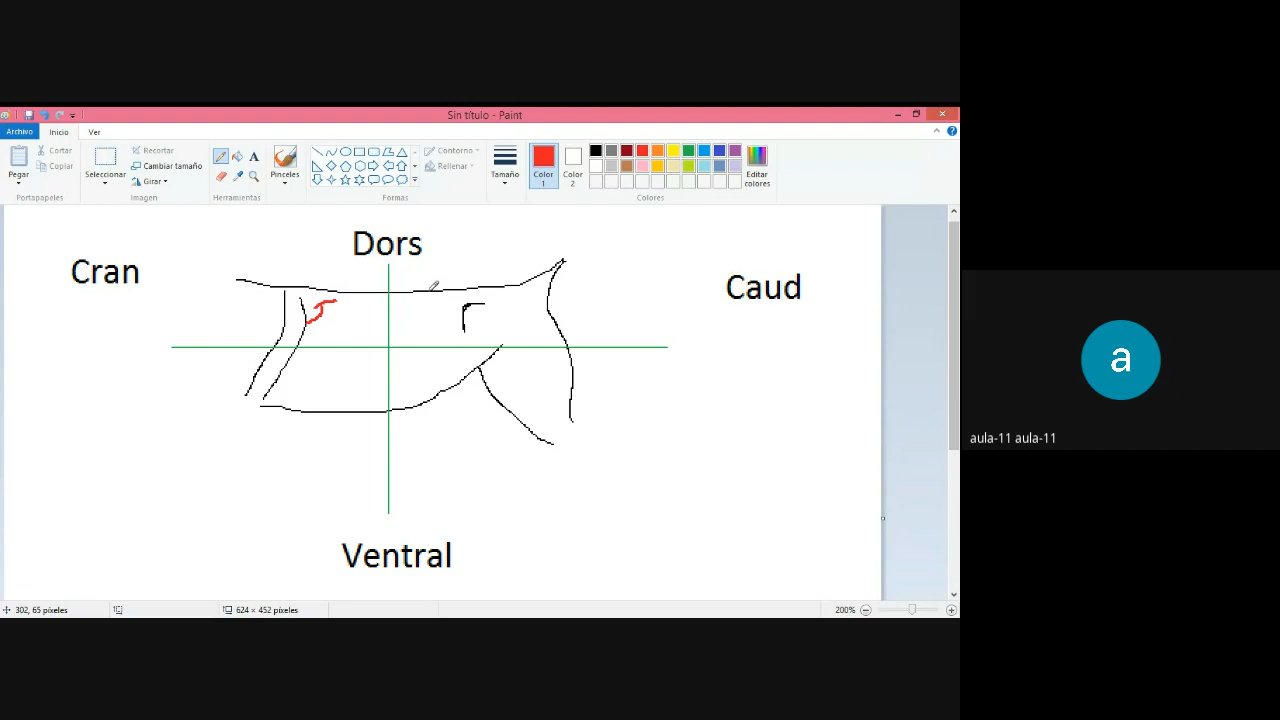 Sin título - Paint
Archivo
Inicio
Ver
Pegar
Cortar
Copiar
Portapapeles
Seleccionar
Recortar
Cambiar tamaño
Girar
Imagen
A
Herramientas
Pinceles
Contorno
Rellenar
Formas
Tamaño
Color
1
Color
2
Editar
colores
Colores
Dors
Cran
Caud
Ventral
302, 65 píxeles
624 × 452 píxeles
200%
a
aula-11 aula-11